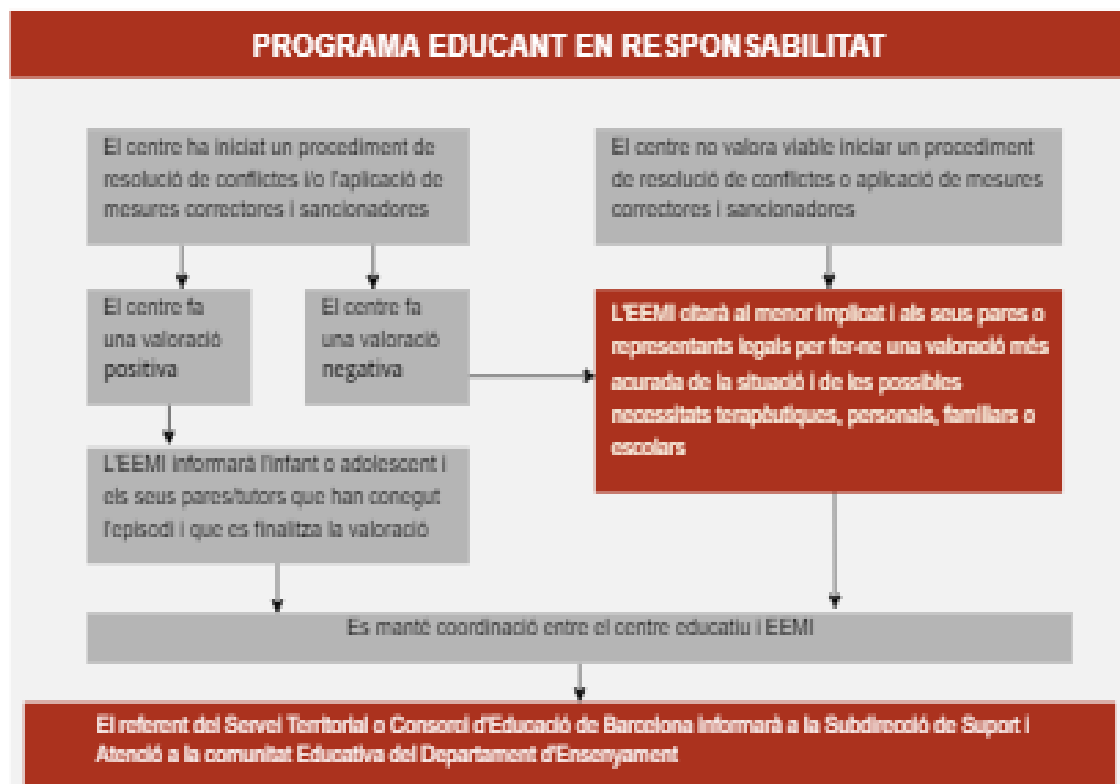 PROGRAMA EDUCANT EN RESPONSABILITAT
El centre ha iniciat un procediment de
resolució de conflictes i/o l'aplicació de
mesures correctores i sancionadores
El centre no valora viable iniciar un procediment
de resolució de conflictes o aplicació de mesures
correctores i sancionadores
El centre fa
una valoració
positiva
El centre fa
una valoració
negativa
L'EEMI citarà al menor implicat i als seus pares o
representants legals per fer-ne una valoració més
acurada de la situació i de les possibles
necessitats terapèutiques, personals, familiars o
escolars
L'EEMI informarà l'infant o adolescent i
els seus pares/tutors que han conegut
l'episodi i que es finalitza la valoració
Es manté coordinació entre el centre educatiu i EEMI
El referent del Servei Territorial o Consorci d'Educació de Barcelona informarà a la Subdirecció de Suport i
Atenció a la comunitat Educativa del Departament d'Ensenyament